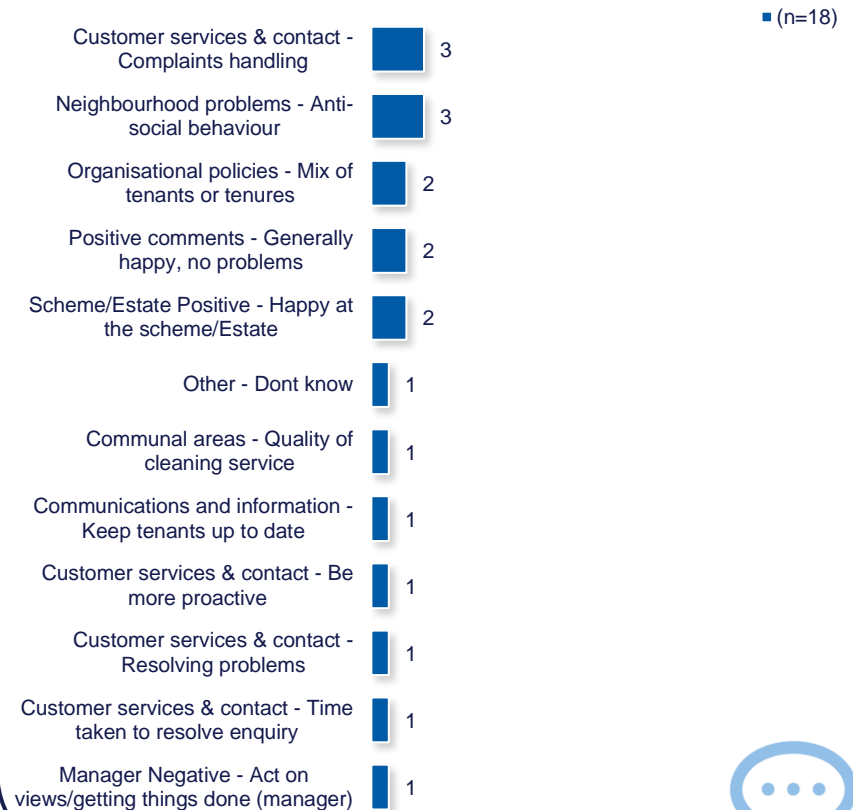 (n=18)
Customer services & contact -
Complaints handling
3
Neighbourhood problems - Anti-
social behaviour
3
Organisational policies - Mix of
tenants or tenures
2
Positive comments - Generally
happy, no problems
2
Scheme/Estate Positive - Happy at
the scheme/Estate
2
Other - Dont know
1
Communal areas - Quality of
cleaning service
1
Communications and information -
Keep tenants up to date
1
Customer services & contact - Be
more proactive
1
Customer services & contact -
Resolving problems
1
Customer services & contact - Time
taken to resolve enquiry
1
Manager Negative - Act on
views/getting things done (manager)
1